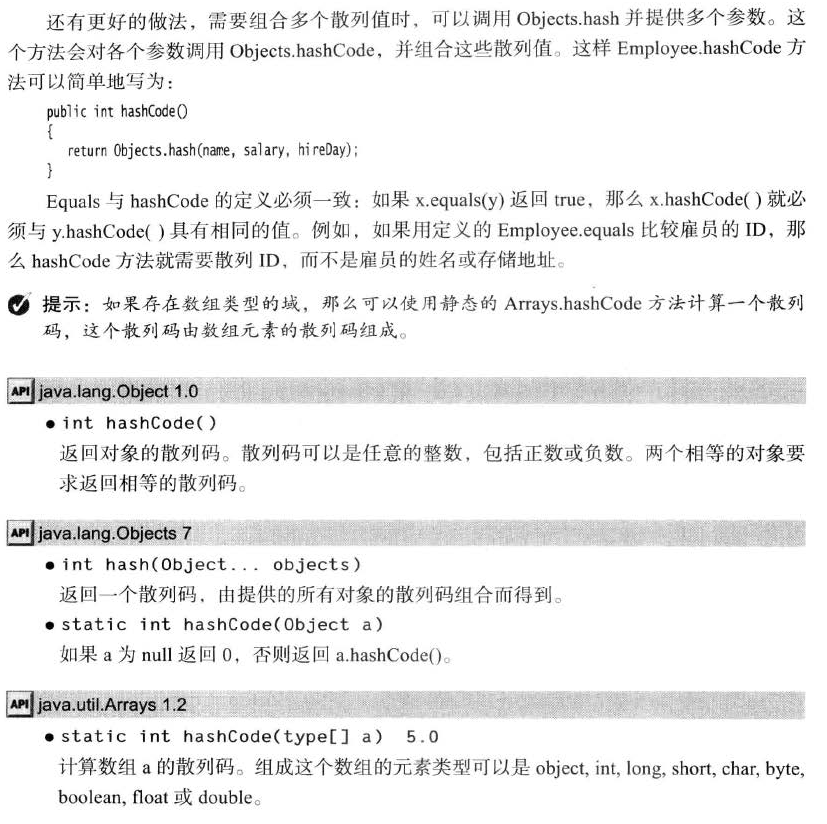 还有更好的做法，需要组合多个散列值时，可以调用 Objects.hash 并提供多个参数。这
个方法会对各个参数调用 Objects.hashCode，并组合这些散列值。这样 Employee.hashCode 方
法可以简单地写为：
public int hashCode()
{
return Objects.hash(name, salary, hireDay);
}
Equals 与 hashCode 的定义必须一致：如果 x.equals(y) 返回 true，那么 x.hashCode( ) 就必
须与 y.hashCode( ) 具有相同的值。例如，如果用定义的 Employee.equals 比较雇员的 ID，那
么 hashCode 方法就需要散列 ID，而不是雇员的姓名或存储地址。
提示：如果存在数组类型的域，那么可以使用静态的 Arrays.hashCode 方法计算一个散列
码，这个散列码由数组元素的散列码组成。
API java.lang.Object 1.0
● int hashCode()
返回对象的散列码。散列码可以是任意的整数，包括正数或负数。两个相等的对象要
求返回相等的散列码。
API java.lang.Objects 7
● int hash(Object... objects)
返回一个散列码，由提供的所有对象的散列码组合而得到。
● static int hashCode(Object a)
如果 a 为 null 返回 0，否则返回 a.hashCode()。
API java.util.Arrays 1.2
● static int hashCode(type[] a) 5.0
计算数组 a 的散列码。组成这个数组的元素类型可以是 object, int, long, short, char, byte,
boolean, float 或 double。